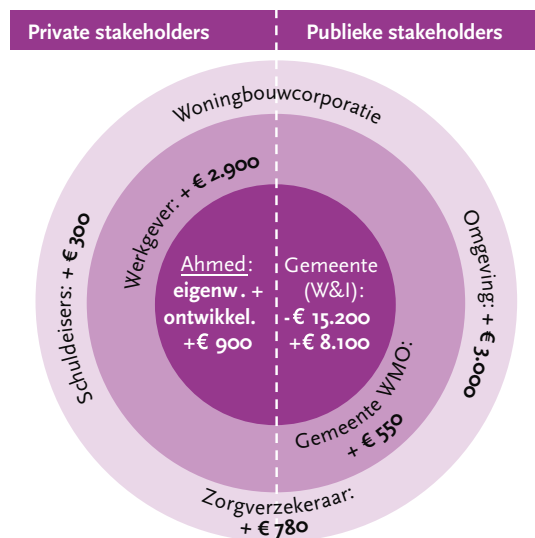 Private stakeholders
Publieke stakeholders
Woningbouwcorporatie
Werkgever: + € 2.900
Schuldeisers: + € 300
Omgeving: + € 3.000
Ahmed:
eigenw. +
ontwikkel.
+€ 900
Gemeente
(W&I):
-€ 15.200
+€ 8.100
Gemeente WMO:
+ € 550
Zorgverzekeraar:
+ € 780